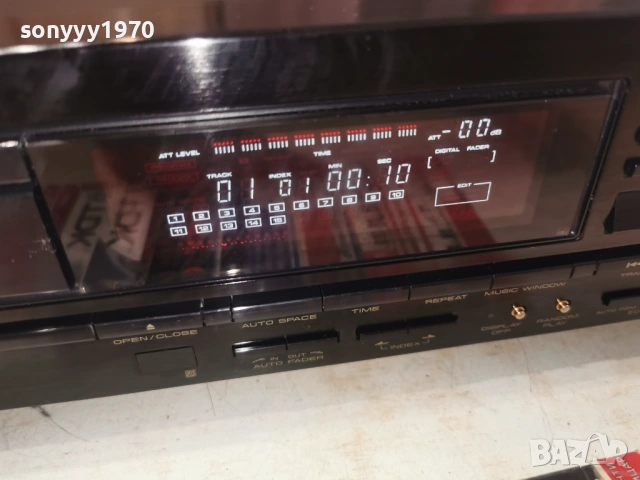 sonyyy1970
ATT LEVEL
ATT -00 dB
TIME
DIGITAL FADER
TRACK INDEX MIN SEC
01 01 00:10
EDIT
1 2 3 4 5 6 7 8 9 10
11 12 13 14 15
OPEN/CLOSE
AUTO SPACE
TIME
REPEAT
MUSIC WINDOW
IN OUT
AUTO FADER
INDEX
DISPLAY OFF
PLAY
BAZAR